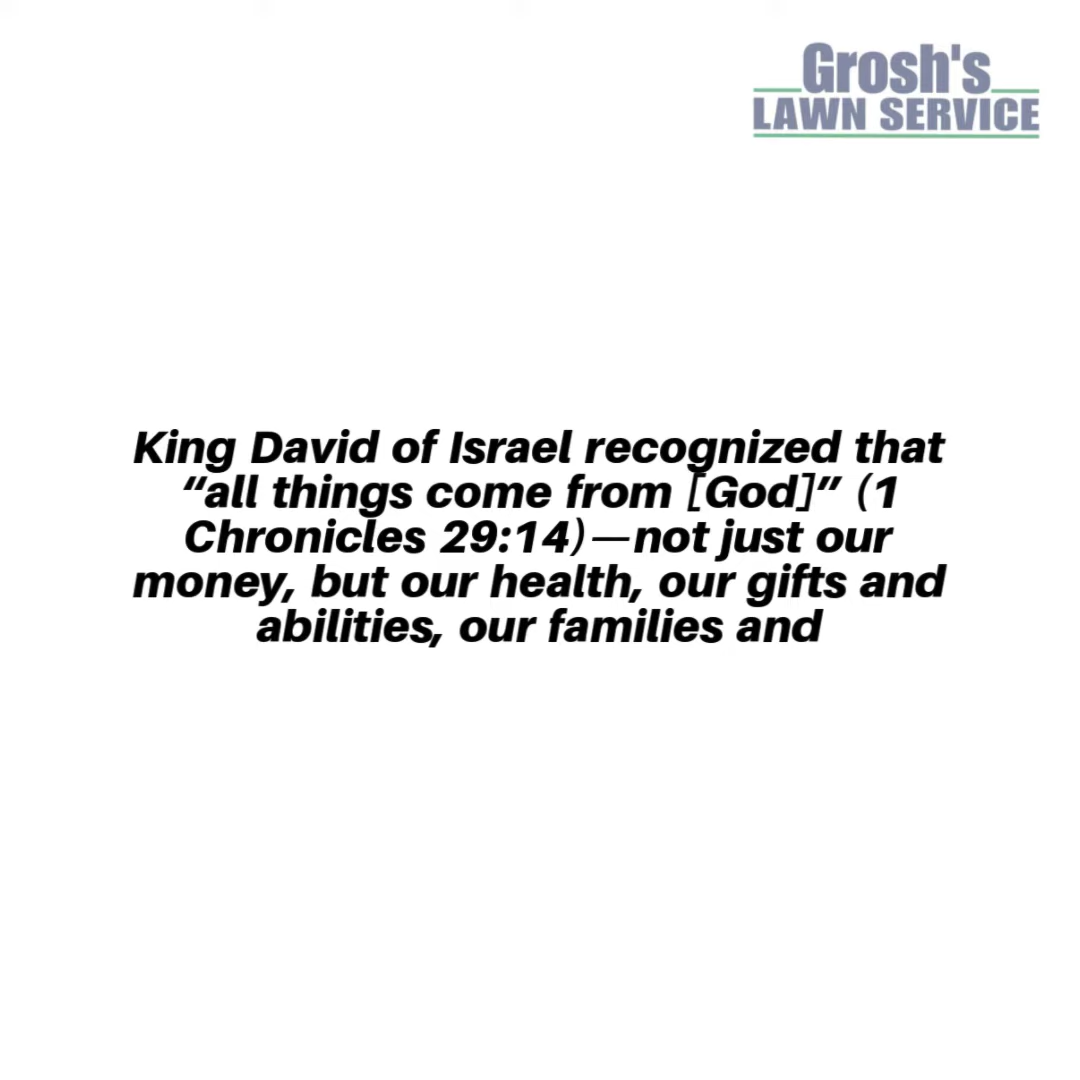 Grosh's
LAWN SERVICE
King David of Israel recognized that
“all things come from [God]” (1
Chronicles 29:14)—not just our
money, but our health, our gifts and
abilities, our families and